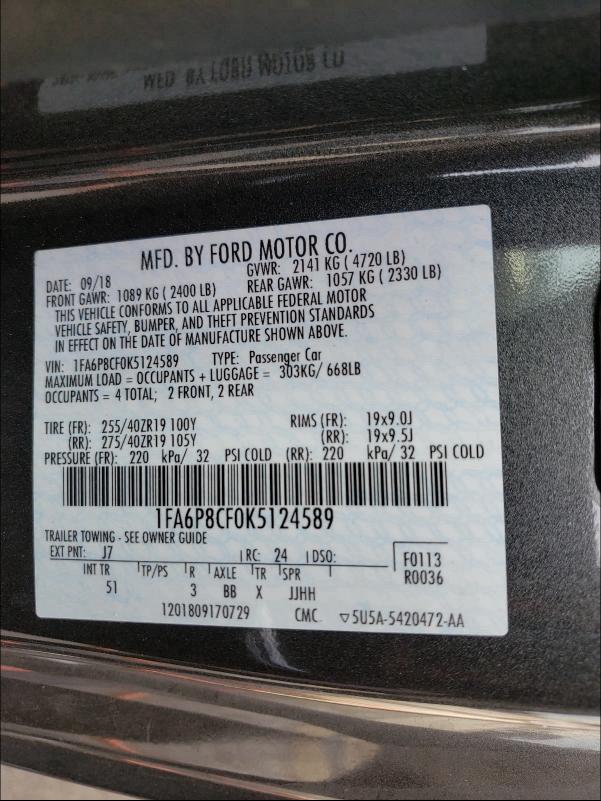 MFD. BY FORD MOTOR CO.
DATE: 09/18 GVWR: 2141 KG ( 4720 LB)
FRONT GAWR: 1089 KG ( 2400 LB) REAR GAWR: 1057 KG ( 2330 LB)
THIS VEHICLE CONFORMS TO ALL APPLICABLE FEDERAL MOTOR
VEHICLE SAFETY, BUMPER, AND THEFT PREVENTION STANDARDS
IN EFFECT ON THE DATE OF MANUFACTURE SHOWN ABOVE.
VIN: 1FA6P8CF0K5124589 TYPE: Passenger Car
MAXIMUM LOAD = OCCUPANTS + LUGGAGE = 303KG/ 668LB
OCCUPANTS = 4 TOTAL; 2 FRONT, 2 REAR
TIRE (FR): 255/40ZR19 100Y RIMS (FR): 19x9.0J
(RR): 275/40ZR19 105Y (RR): 19x9.5J
PRESSURE (FR): 220 kPa/ 32 PSI COLD (RR): 220 kPa/ 32 PSI COLD
1FA6P8CF0K5124589
TRAILER TOWING - SEE OWNER GUIDE
EXT PNT: J7 RC: 24 DSO: F0113
R0036
INT TR TP/PS R AXLE TR SPR
51 3 BB X JJHH
1201809170729 CMC ▽5U5A-5420472-AA